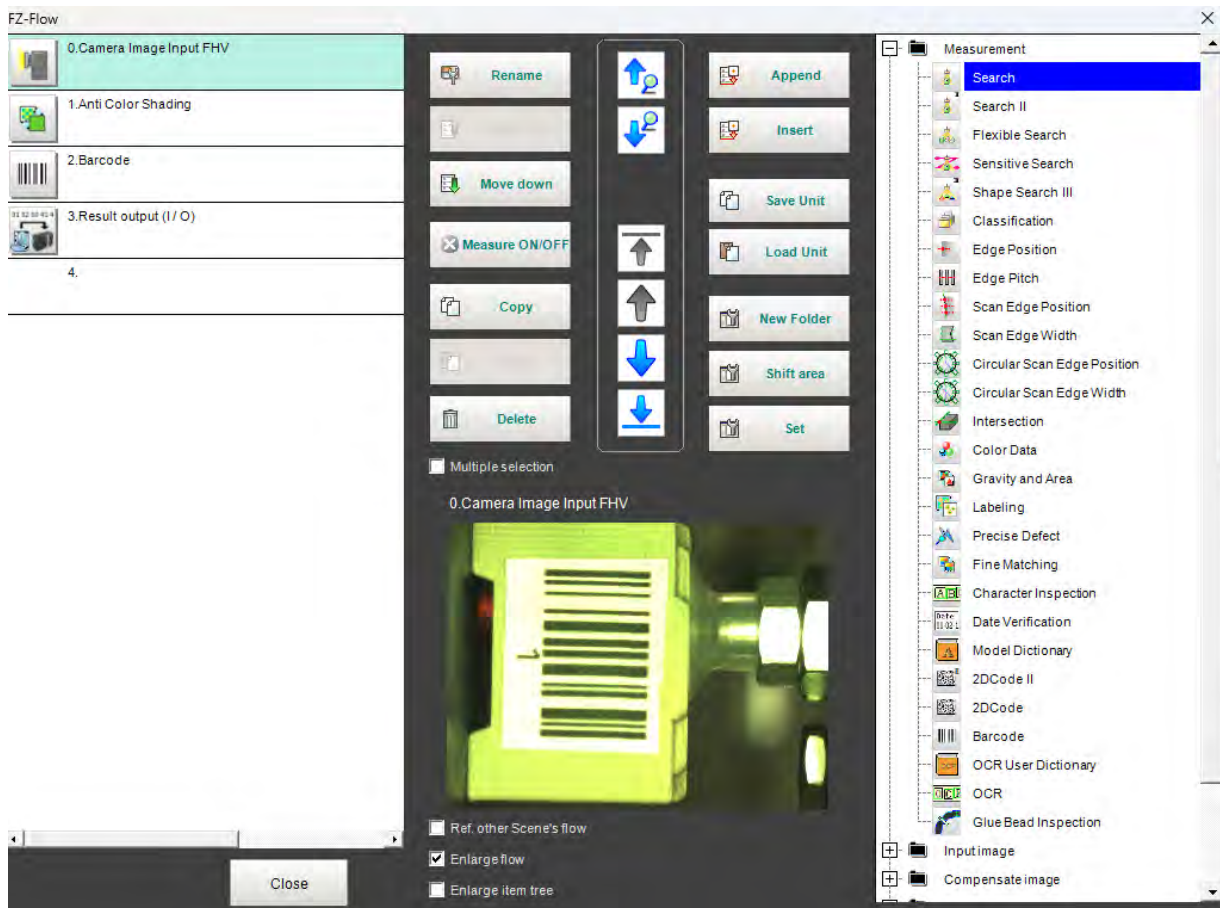 FZ-Flow
0.Camera Image Input FHV
1.Anti Color Shading
2.Barcode
3.Result output (I / O)
4.
Rename
Move down
Measure ON/OFF
Copy
Delete
Append
Insert
Save Unit
Load Unit
New Folder
Shift area
Set
Multiple selection
0.Camera Image Input FHV
Ref. other Scene's flow
Enlarge flow
Enlarge item tree
Close
Measurement
Search
Search II
Flexible Search
Sensitive Search
Shape Search III
Classification
Edge Position
Edge Pitch
Scan Edge Position
Scan Edge Width
Circular Scan Edge Position
Circular Scan Edge Width
Intersection
Color Data
Gravity and Area
Labeling
Precise Defect
Fine Matching
Character Inspection
Date Verification
Model Dictionary
2DCode II
2DCode
Barcode
OCR User Dictionary
OCR
Glue Bead Inspection
Input image
Compensate image